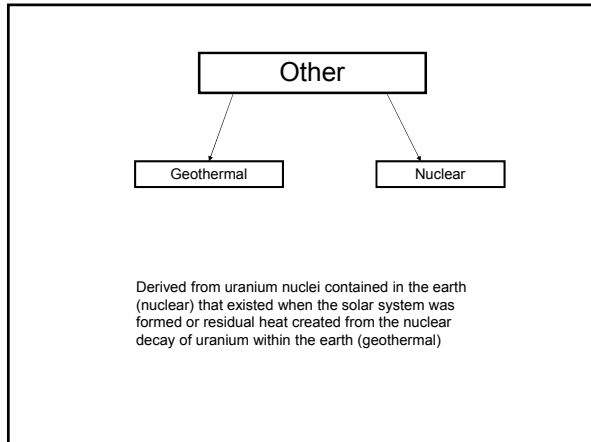 Other
Geothermal
Nuclear
Derived from uranium nuclei contained in the earth
(nuclear) that existed when the solar system was
formed or residual heat created from the nuclear
decay of uranium within the earth (geothermal)